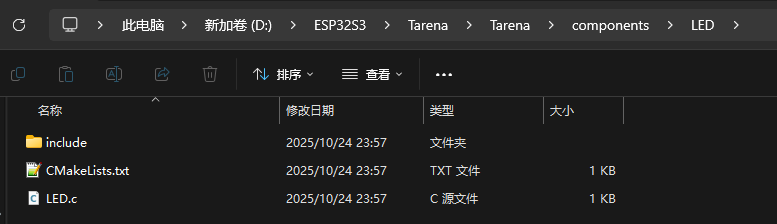 此电脑 新加卷 (D:) ESP32S3 Tarena Tarena components LED
排序 查看
名称 修改日期 类型 大小
include 2025/10/24 23:57 文件夹
CMakeLists.txt 2025/10/24 23:57 TXT 文件 1 KB
LED.c 2025/10/24 23:57 C 源文件 1 KB